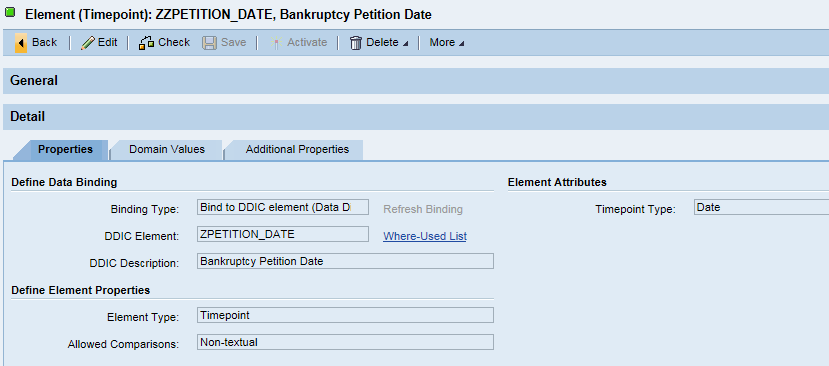 Element (Timepoint): ZZPETITION_DATE, Bankruptcy Petition Date
Back Edit Check Save Activate Delete More
General
Detail
Properties Domain Values Additional Properties
Define Data Binding Element Attributes
Binding Type: Bind to DDIC element (Data D Refresh Binding Timepoint Type: Date
DDIC Element: ZPETITION_DATE Where-Used List
DDIC Description: Bankruptcy Petition Date
Define Element Properties
Element Type: Timepoint
Allowed Comparisons: Non-textual